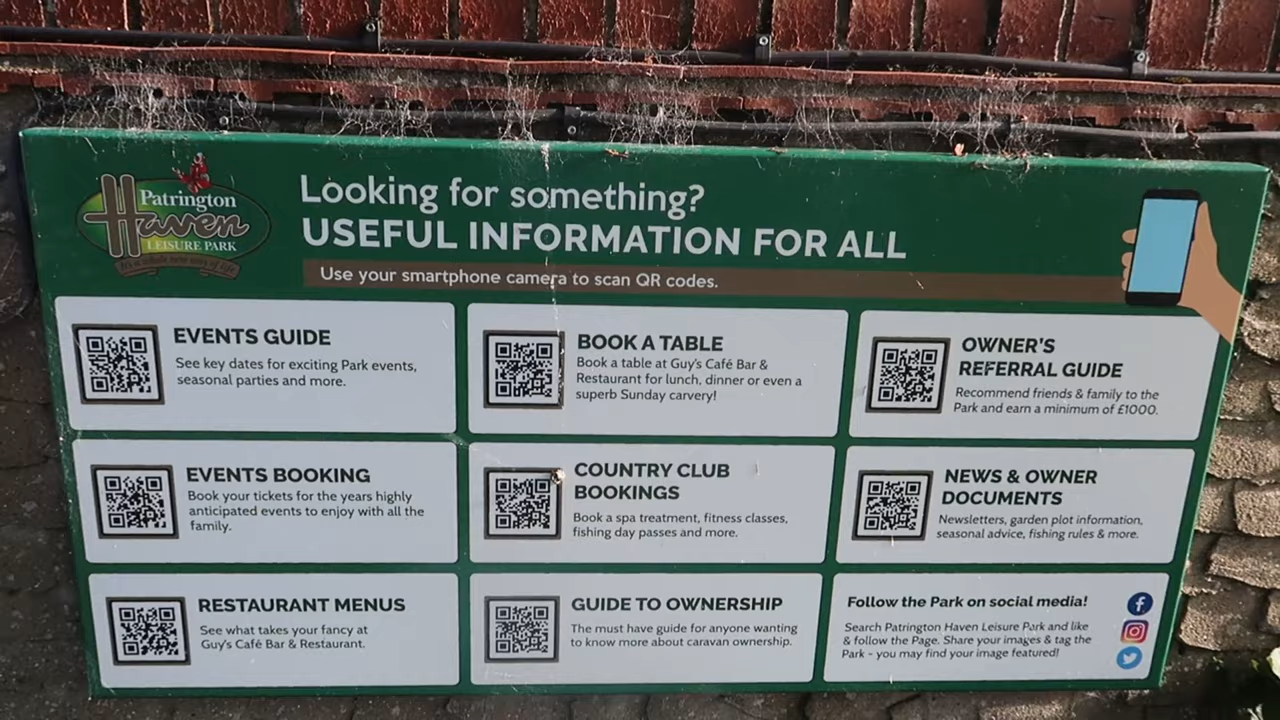 Patrington
Haven
LEISURE PARK
It's a whole new way of life
Looking for something?
USEFUL INFORMATION FOR ALL
Use your smartphone camera to scan QR codes.
EVENTS GUIDE
See key dates for exciting Park events,
seasonal parties and more.
BOOK A TABLE
Book a table at Guy's Café Bar &
Restaurant for lunch, dinner or even a
superb Sunday carvery!
OWNER'S
REFERRAL GUIDE
Recommend friends & family to the
Park and earn a minimum of £1000.
EVENTS BOOKING
Book your tickets for the years highly
anticipated events to enjoy with all the
family.
COUNTRY CLUB
BOOKINGS
Book a spa treatment, fitness classes,
fishing day passes and more.
NEWS & OWNER
DOCUMENTS
Newsletters, garden plot information,
seasonal advice, fishing rules & more.
RESTAURANT MENUS
See what takes your fancy at
Guy's Café Bar & Restaurant.
GUIDE TO OWNERSHIP
The must have guide for anyone wanting
to know more about caravan ownership.
Follow the Park on social media!
Search Patrington Haven Leisure Park and like
& follow the Page. Share your images & tag the
Park - you may find your image featured!